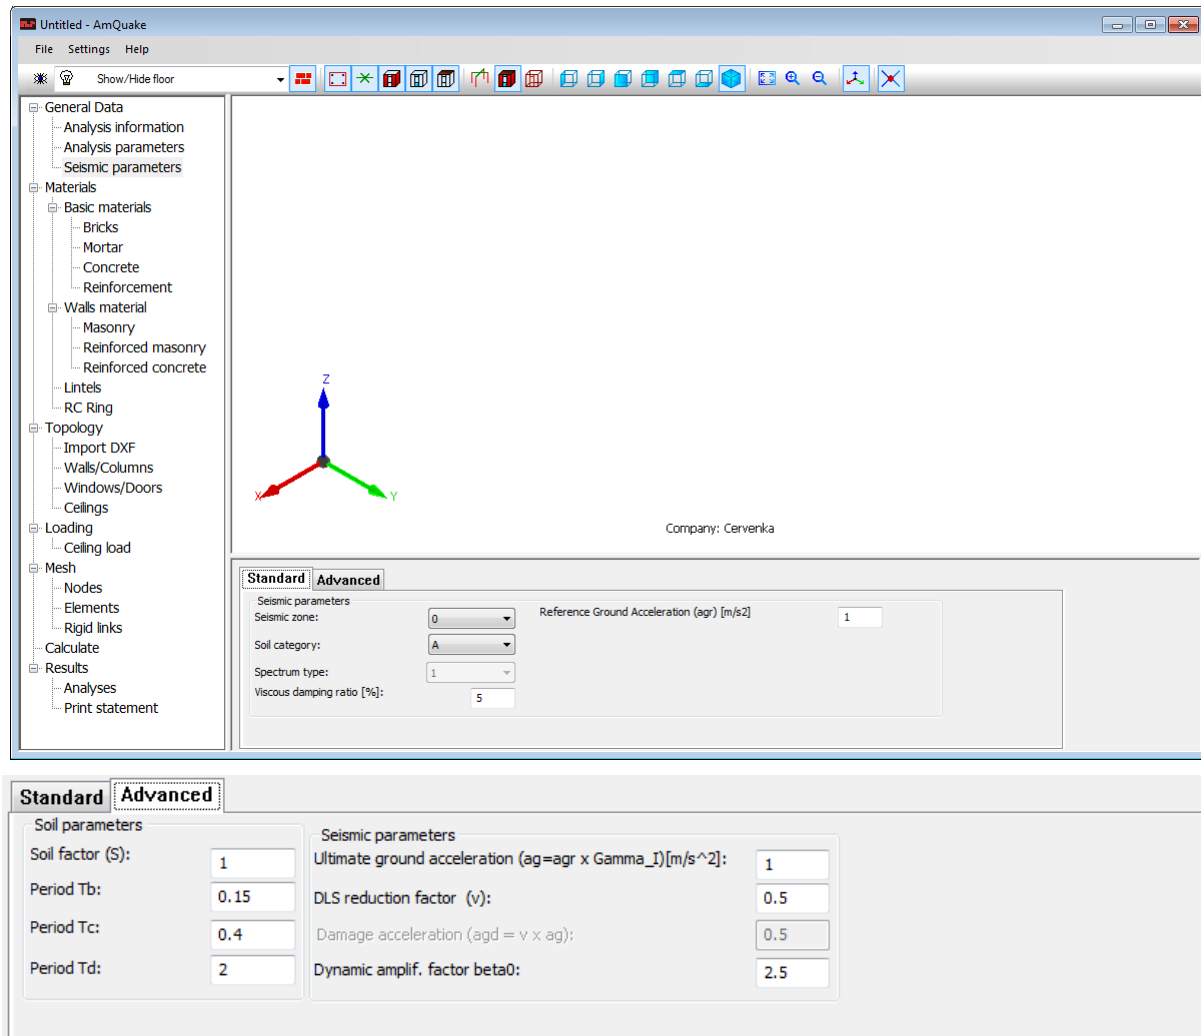 Untitled - AmQuake
File Settings Help
Show/Hide floor
General Data
Analysis information
Analysis parameters
Seismic parameters
Materials
Basic materials
Bricks
Mortar
Concrete
Reinforcement
Walls material
Masonry
Reinforced masonry
Reinforced concrete
Lintels
RC Ring
Topology
Import DXF
Walls/Columns
Windows/Doors
Ceilings
Loading
Ceiling load
Mesh
Nodes
Elements
Rigid links
Calculate
Results
Analyses
Print statement
Z
X
Y
Company: Cervenka
Standard Advanced
Seismic parameters
Seismic zone: 0 Reference Ground Acceleration (agr) [m/s2] 1
Soil category: A
Spectrum type: 1
Viscous damping ratio [%]: 5
Standard Advanced
Soil parameters
Soil factor (S): 1
Period Tb: 0.15
Period Tc: 0.4
Period Td: 2
Seismic parameters
Ultimate ground acceleration (ag=agr x Gamma_I)[m/s^2]: 1
DLS reduction factor (v): 0.5
Damage acceleration (agd = v x ag): 0.5
Dynamic amplif. factor beta0: 2.5